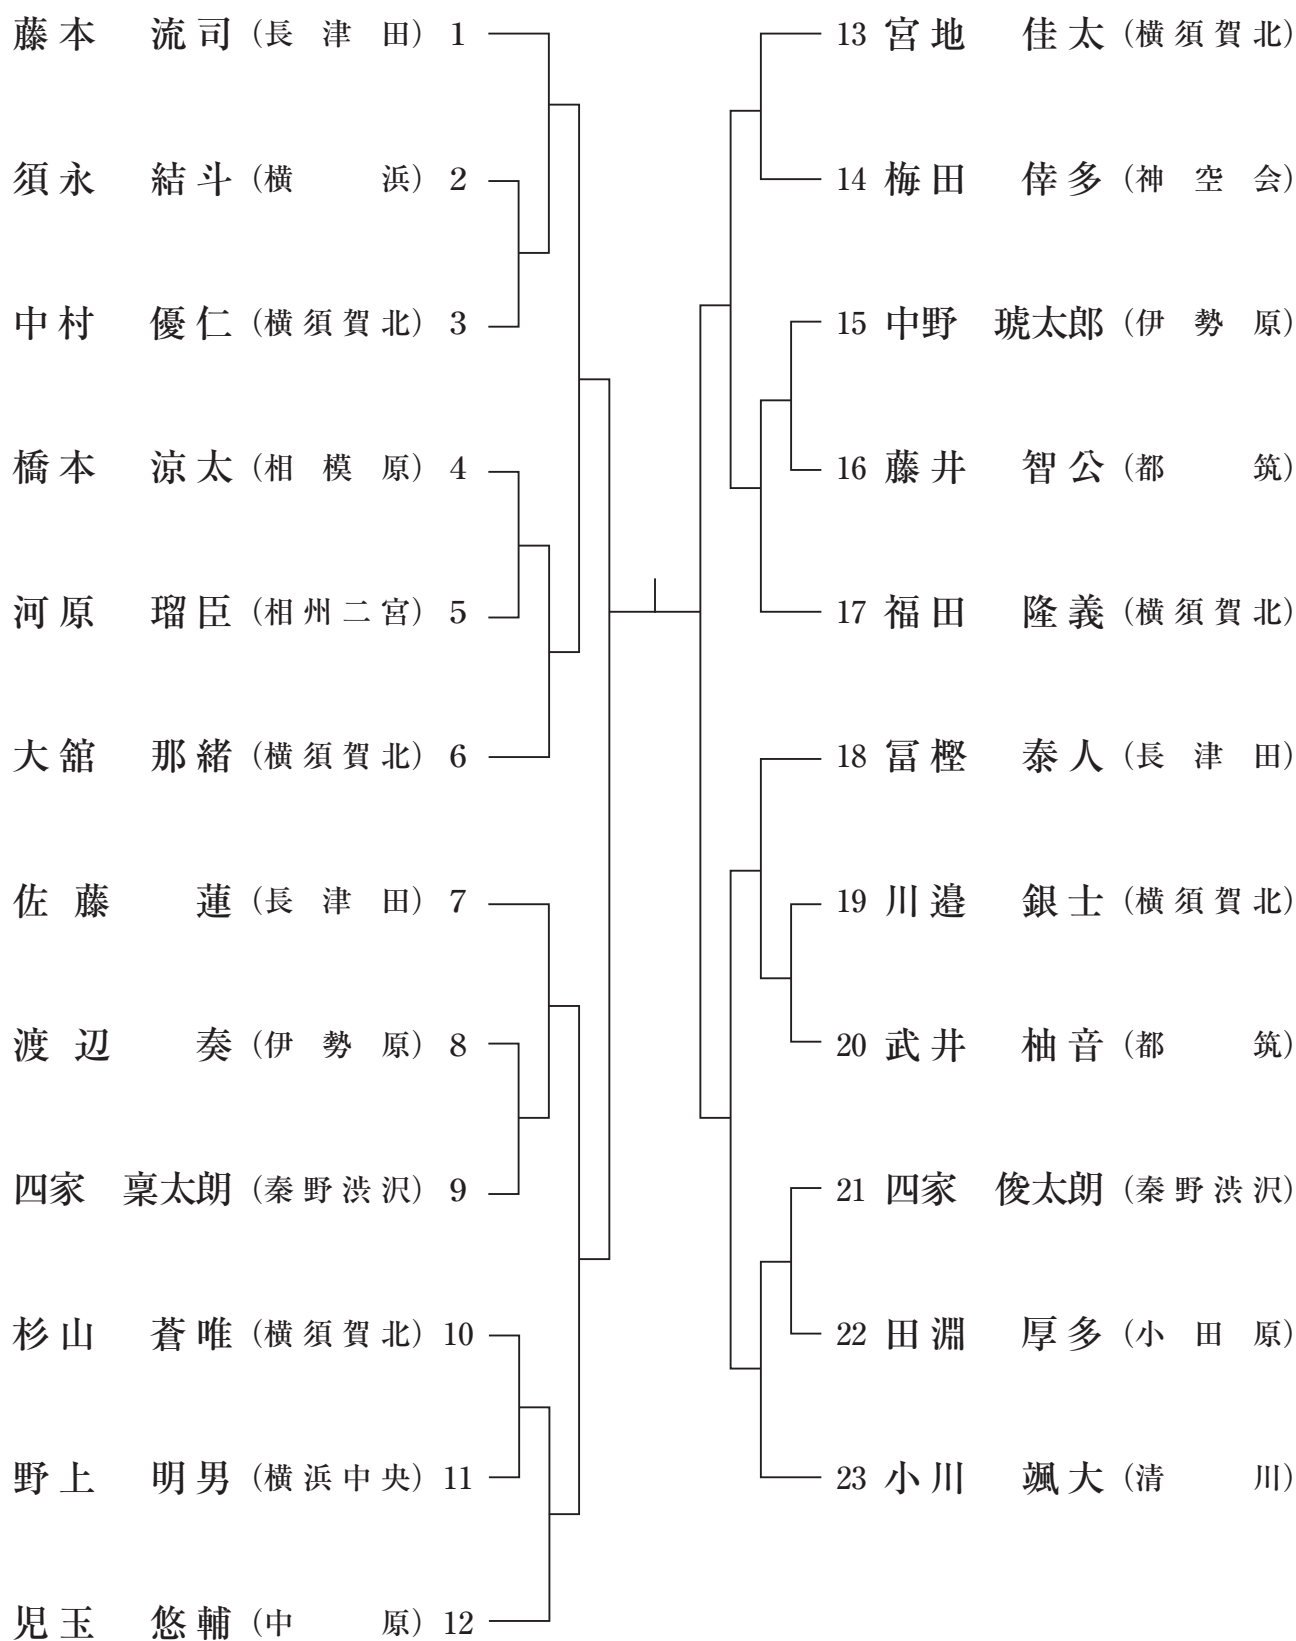 藤本 流司（長津田）1
須永 結斗（横浜）2
中村 優仁（横須賀北）3
橋本 涼太（相模原）4
河原 瑠臣（相州二宮）5
大舘 那緒（横須賀北）6
佐藤 蓮（長津田）7
渡辺 奏（伊勢原）8
四家 稟太朗（秦野渋沢）9
杉山 蒼唯（横須賀北）10
野上 明男（横浜中央）11
児玉 悠輔（中原）12
13 宮地 佳太（横須賀北）
14 梅田 倖多（神空会）
15 中野 琥太郎（伊勢原）
16 藤井 智公（都筑）
17 福田 隆義（横須賀北）
18 冨樫 泰人（長津田）
19 川邉 銀士（横須賀北）
20 武井 柚音（都筑）
21 四家 俊太朗（秦野渋沢）
22 田淵 厚多（小田原）
23 小川 颯大（清川）